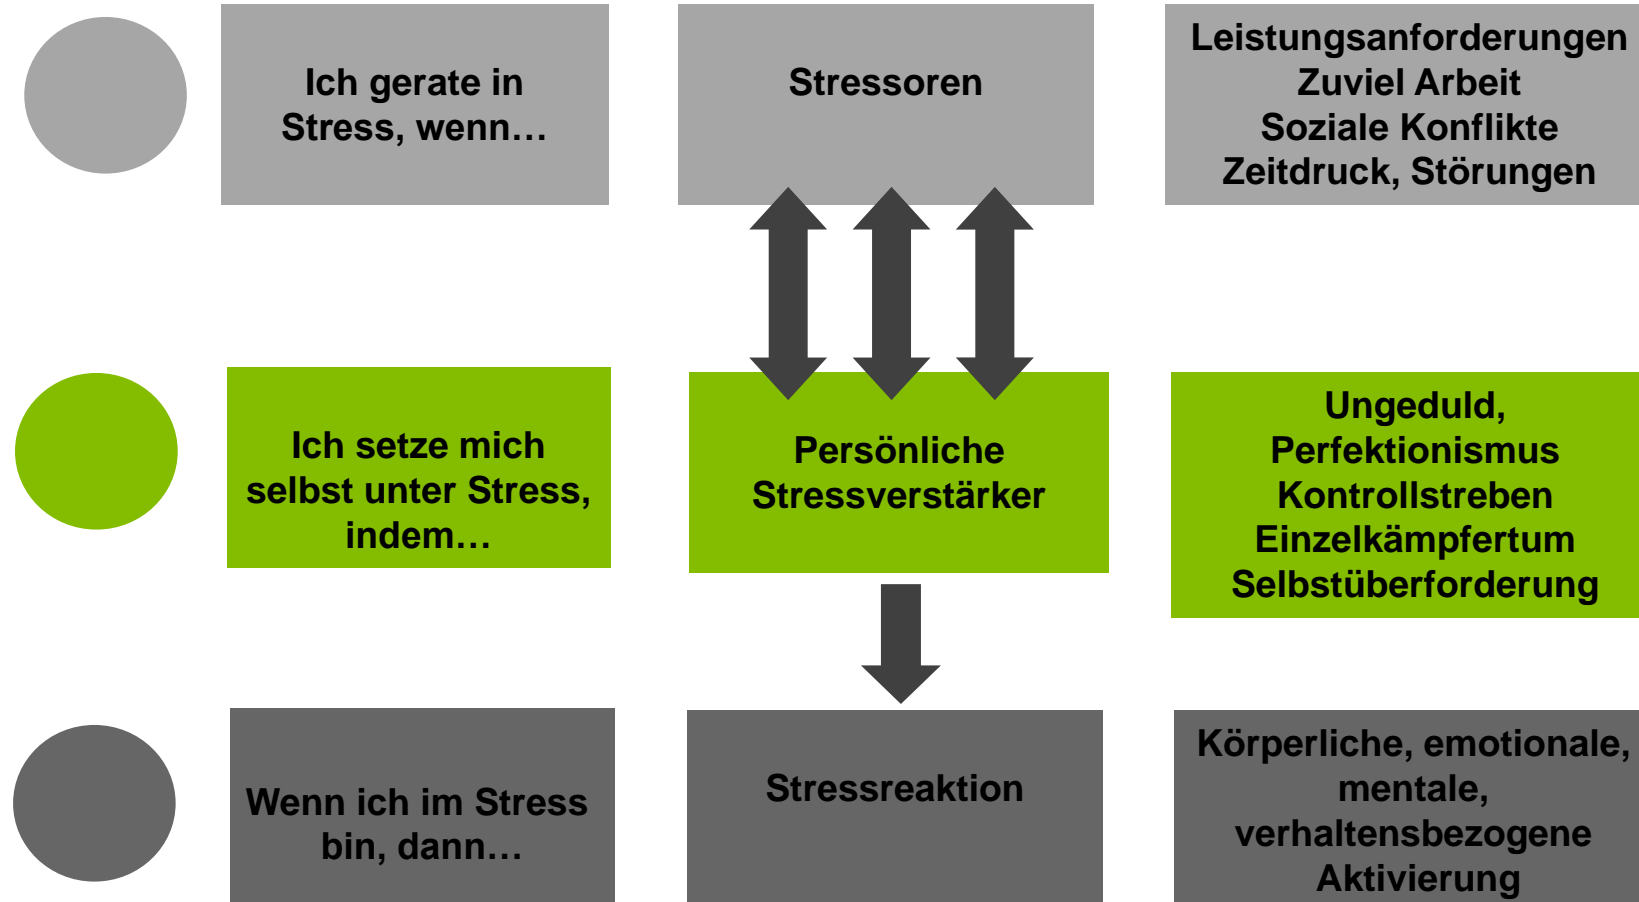 Ich gerate in
Stress, wenn…
Stressoren
Leistungsanforderungen
Zuviel Arbeit
Soziale Konflikte
Zeitdruck, Störungen
Ich setze mich
selbst unter Stress,
indem…
Persönliche
Stressverstärker
Ungeduld,
Perfektionismus
Kontrollstreben
Einzelkämpfertum
Selbstüberforderung
Wenn ich im Stress
bin, dann…
Stressreaktion
Körperliche, emotionale,
mentale,
verhaltensbezogene
Aktivierung